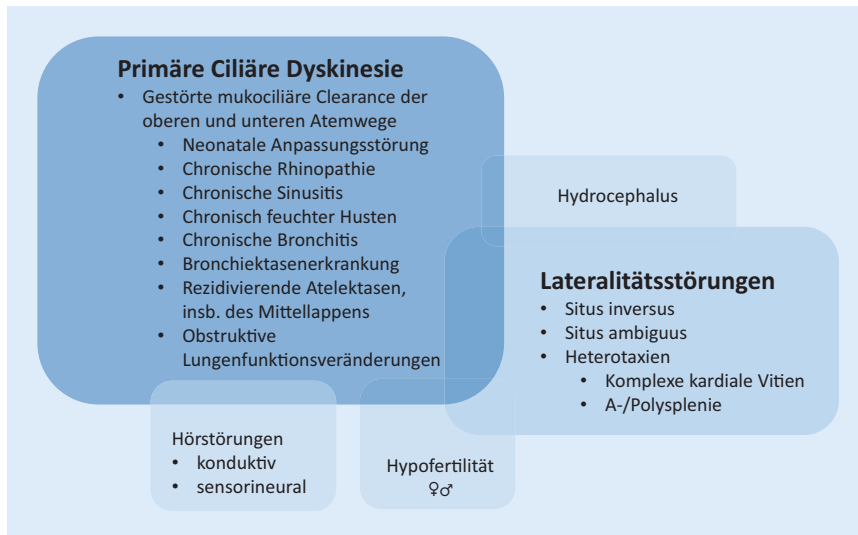 Primäre Ciliäre Dyskinesie
• Gestörte mukociliäre Clearance der
oberen und unteren Atemwege
• Neonatale Anpassungsstörung
• Chronische Rhinopathie
• Chronische Sinusitis
• Chronisch feuchter Husten
• Chronische Bronchitis
• Bronchiektasenerkrankung
• Rezidivierende Atelektasen,
insb. des Mittellappens
• Obstruktive
Lungenfunktionsveränderungen
Hydrocephalus
Lateralitätsstörungen
• Situs inversus
• Situs ambiguus
• Heterotaxien
• Komplexe kardiale Vitien
• A-/Polysplenie
Hörstörungen
• konduktiv
• sensorineural
Hypofertilität
♀♂